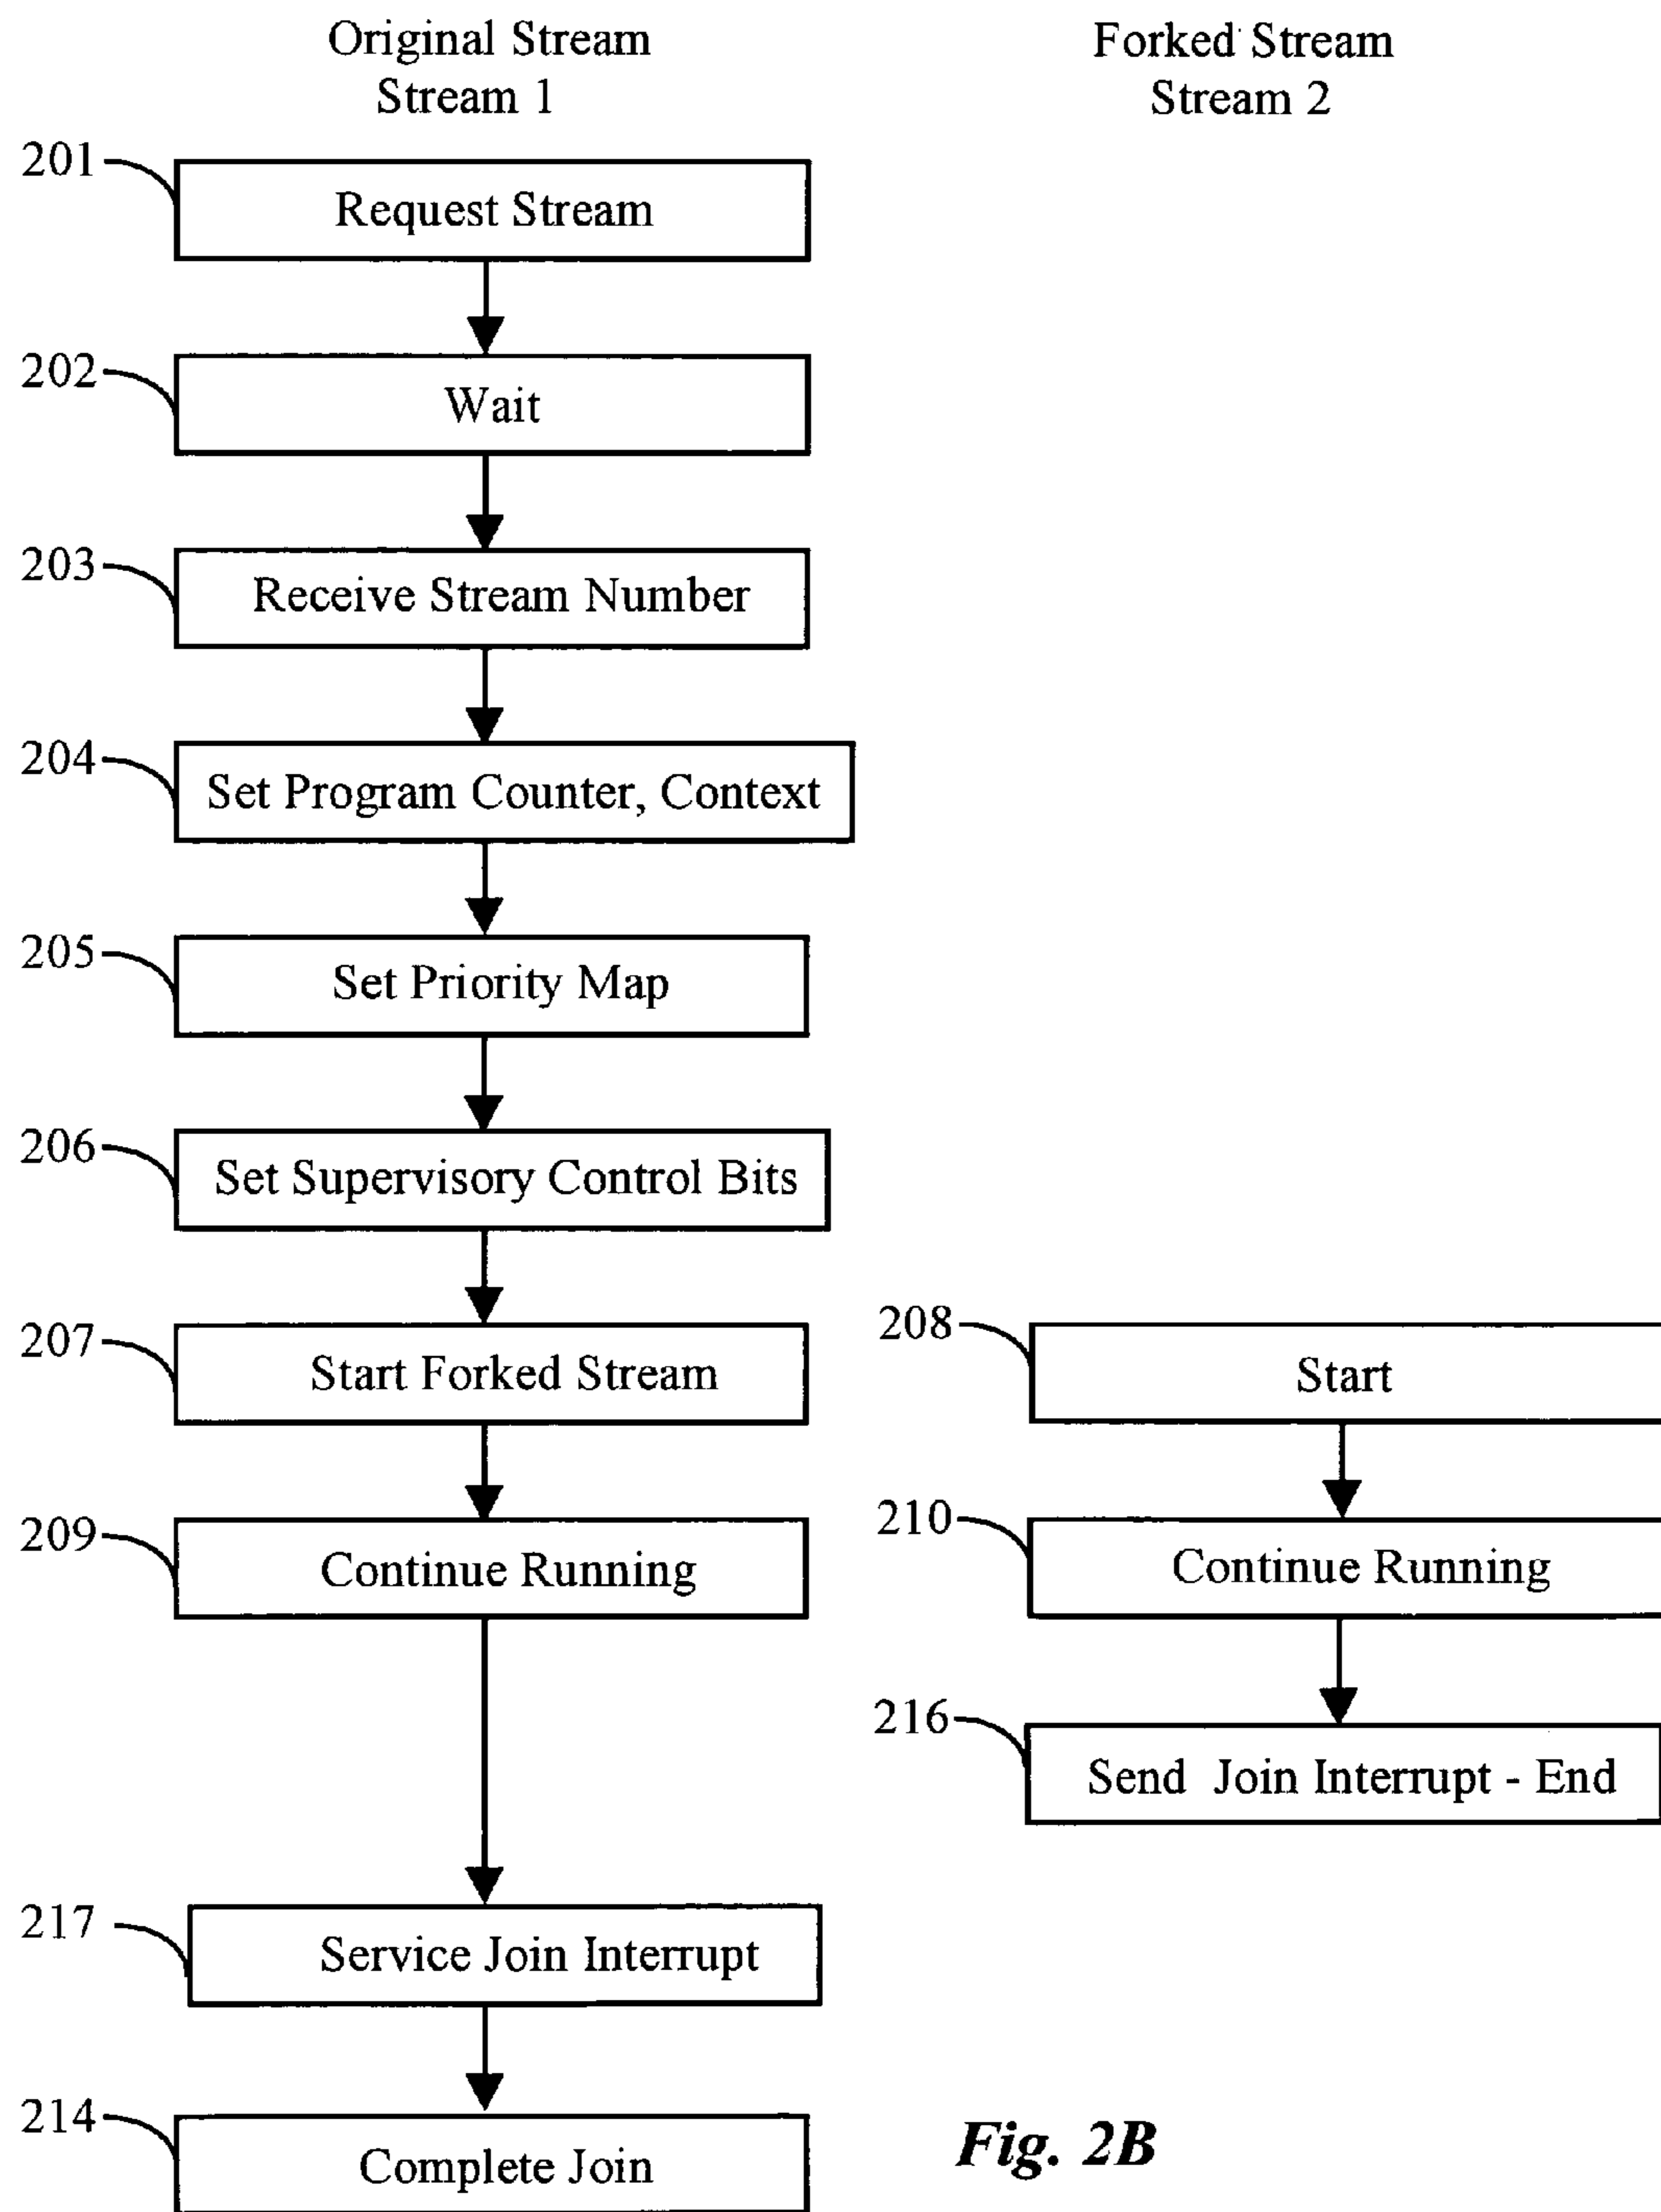 Original Stream
Stream 1
Forked Stream
Stream 2
201
Request Stream
202
Wait
203
Receive Stream Number
204
Set Program Counter, Context
205
Set Priority Map
206
Set Supervisory Control Bits
207
Start Forked Stream
208
Start
209
Continue Running
210
Continue Running
216
Send Join Interrupt - End
217
Service Join Interrupt
214
Complete Join
Fig. 2B